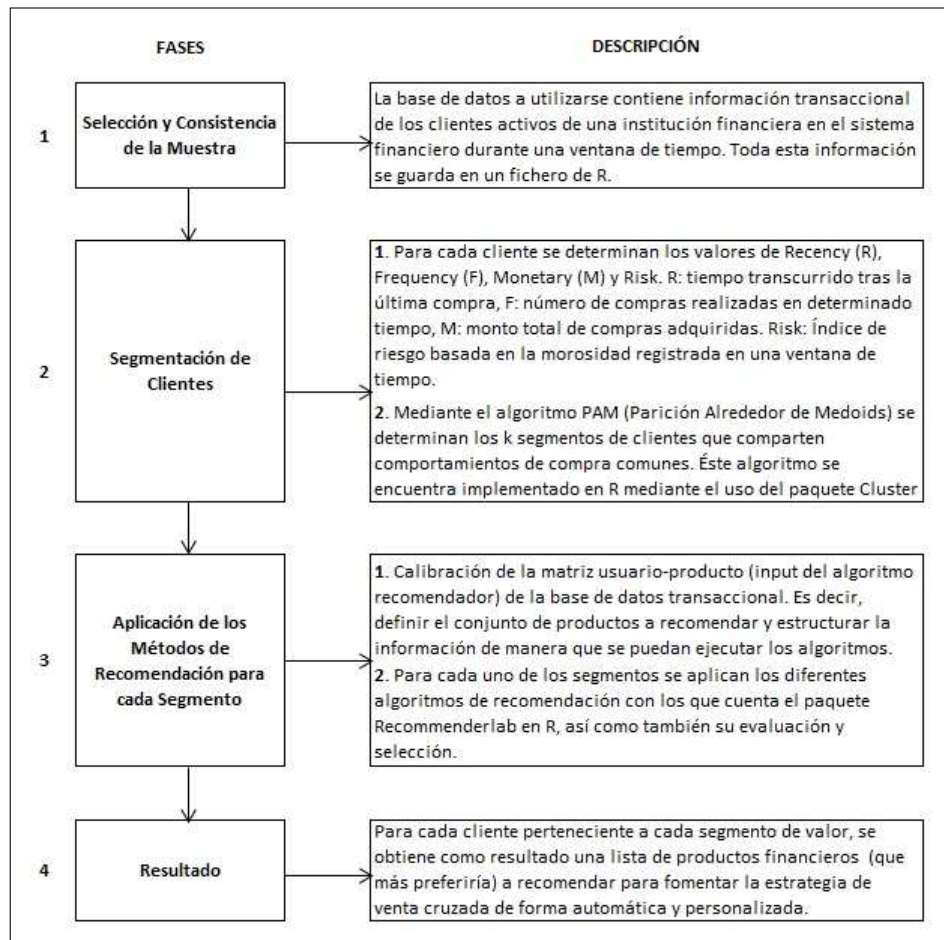 FASES
DESCRIPCIÓN
1
Selección y Consistencia
de la Muestra
La base de datos a utilizarse contiene información transaccional
de los clientes activos de una institución financiera en el sistema
financiero durante una ventana de tiempo. Toda esta información
se guarda en un fichero de R.
2
Segmentación de
Clientes
1. Para cada cliente se determinan los valores de Recency (R),
Frequency (F), Monetary (M) y Risk. R: tiempo transcurrido tras la
última compra, F: número de compras realizadas en determinado
tiempo, M: monto total de compras adquiridas. Risk: Índice de
riesgo basada en la morosidad registrada en una ventana de
tiempo.
2. Mediante el algoritmo PAM (Parición Alrededor de Medoids) se
determinan los k segmentos de clientes que comparten
comportamientos de compra comunes. Éste algoritmo se
encuentra implementado en R mediante el uso del paquete Cluster
3
Aplicación de los
Métodos de
Recomendación para
cada Segmento
1. Calibración de la matriz usuario-producto (input del algoritmo
recomendador) de la base de datos transaccional. Es decir,
definir el conjunto de productos a recomendar y estructurar la
información de manera que se puedan ejecutar los algoritmos.
2. Para cada uno de los segmentos se aplican los diferentes
algoritmos de recomendación con los que cuenta el paquete
Recommenderlab en R, así como también su evaluación y
selección.
4
Resultado
Para cada cliente perteneciente a cada segmento de valor, se
obtiene como resultado una lista de productos financieros (que
más preferiría) a recomendar para fomentar la estrategia de
venta cruzada de forma automática y personalizada.